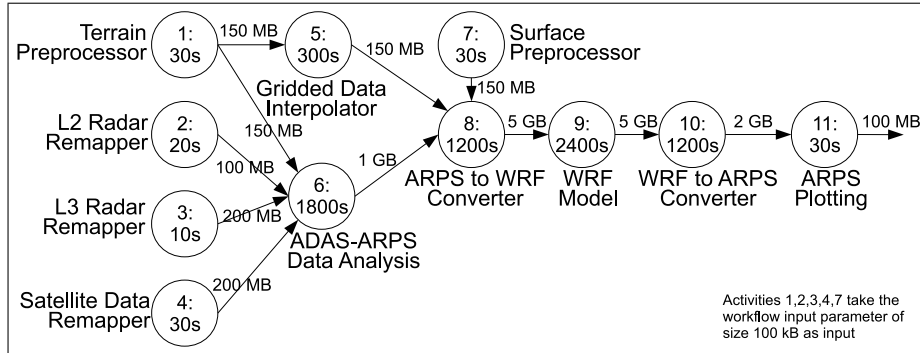 Terrain
Preprocessor
1:
30s
150 MB
5:
300s
Gridded Data
Interpolator
150 MB
7:
30s
Surface
Preprocessor
150 MB
L2 Radar
Remapper
2:
20s
150 MB
100 MB
L3 Radar
Remapper
3:
10s
200 MB
6:
1800s
ADAS-ARPS
Data Analysis
1 GB
8:
1200s
ARPS to WRF
Converter
5 GB
9:
2400s
WRF
Model
5 GB
10:
1200s
WRF to ARPS
Converter
2 GB
11:
30s
ARPS
Plotting
100 MB
Satellite Data
Remapper
4:
30s
200 MB
Activities 1,2,3,4,7 take the
workflow input parameter of
size 100 kB as input